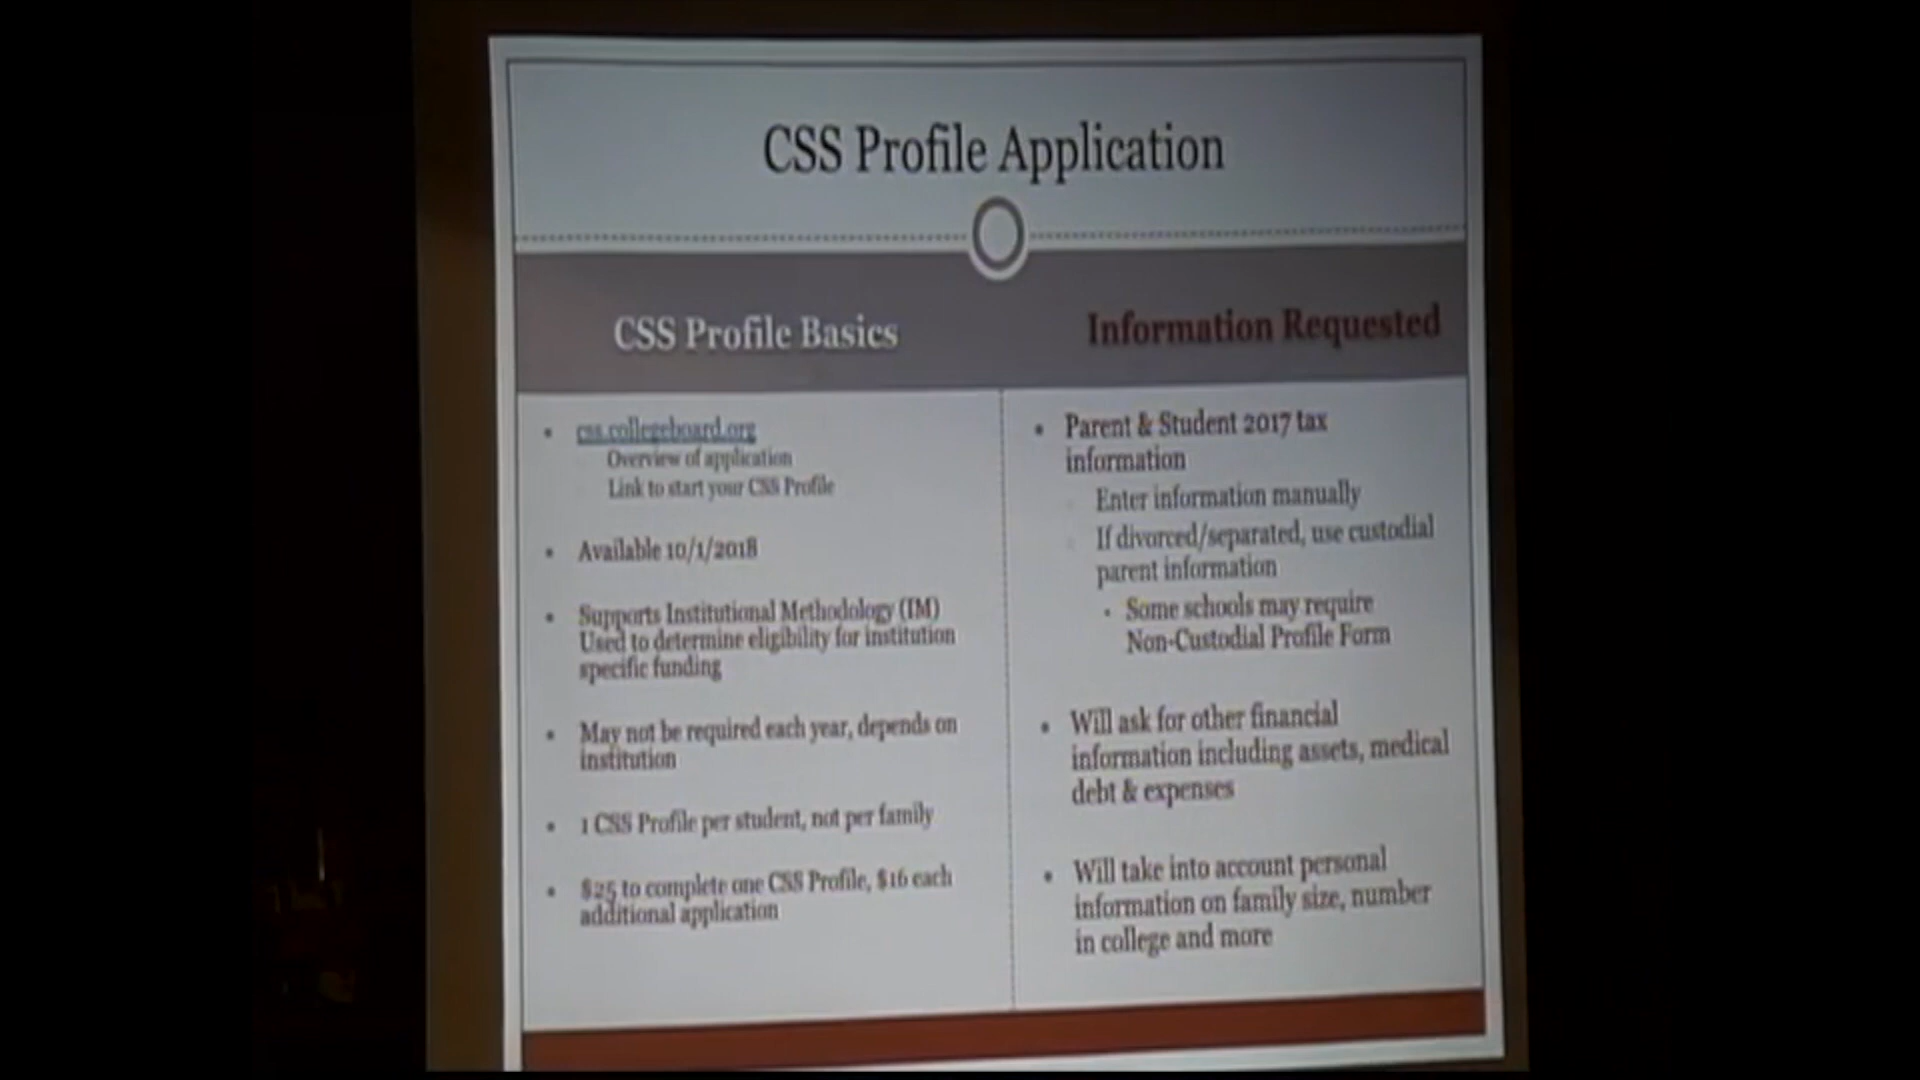 CSS Profile Application
CSS Profile Basics
css.collegeboard.org
Overview of application
Link to start your CSS Profile
Available 10/1/2018
Supports Institutional Methodology (IM)
Used to determine eligibility for institution
specific funding
May not be required each year, depends on
institution
1 CSS Profile per student, not per family
$25 to complete one CSS Profile, $16 each
additional application
Information Requested
Parent & Student 2017 tax
information
Enter information manually
If divorced/separated, use custodial
parent information
Some schools may require
Non-Custodial Profile Form
Will ask for other financial
information including assets, medical
debt & expenses
Will take into account personal
information on family size, number
in college and more